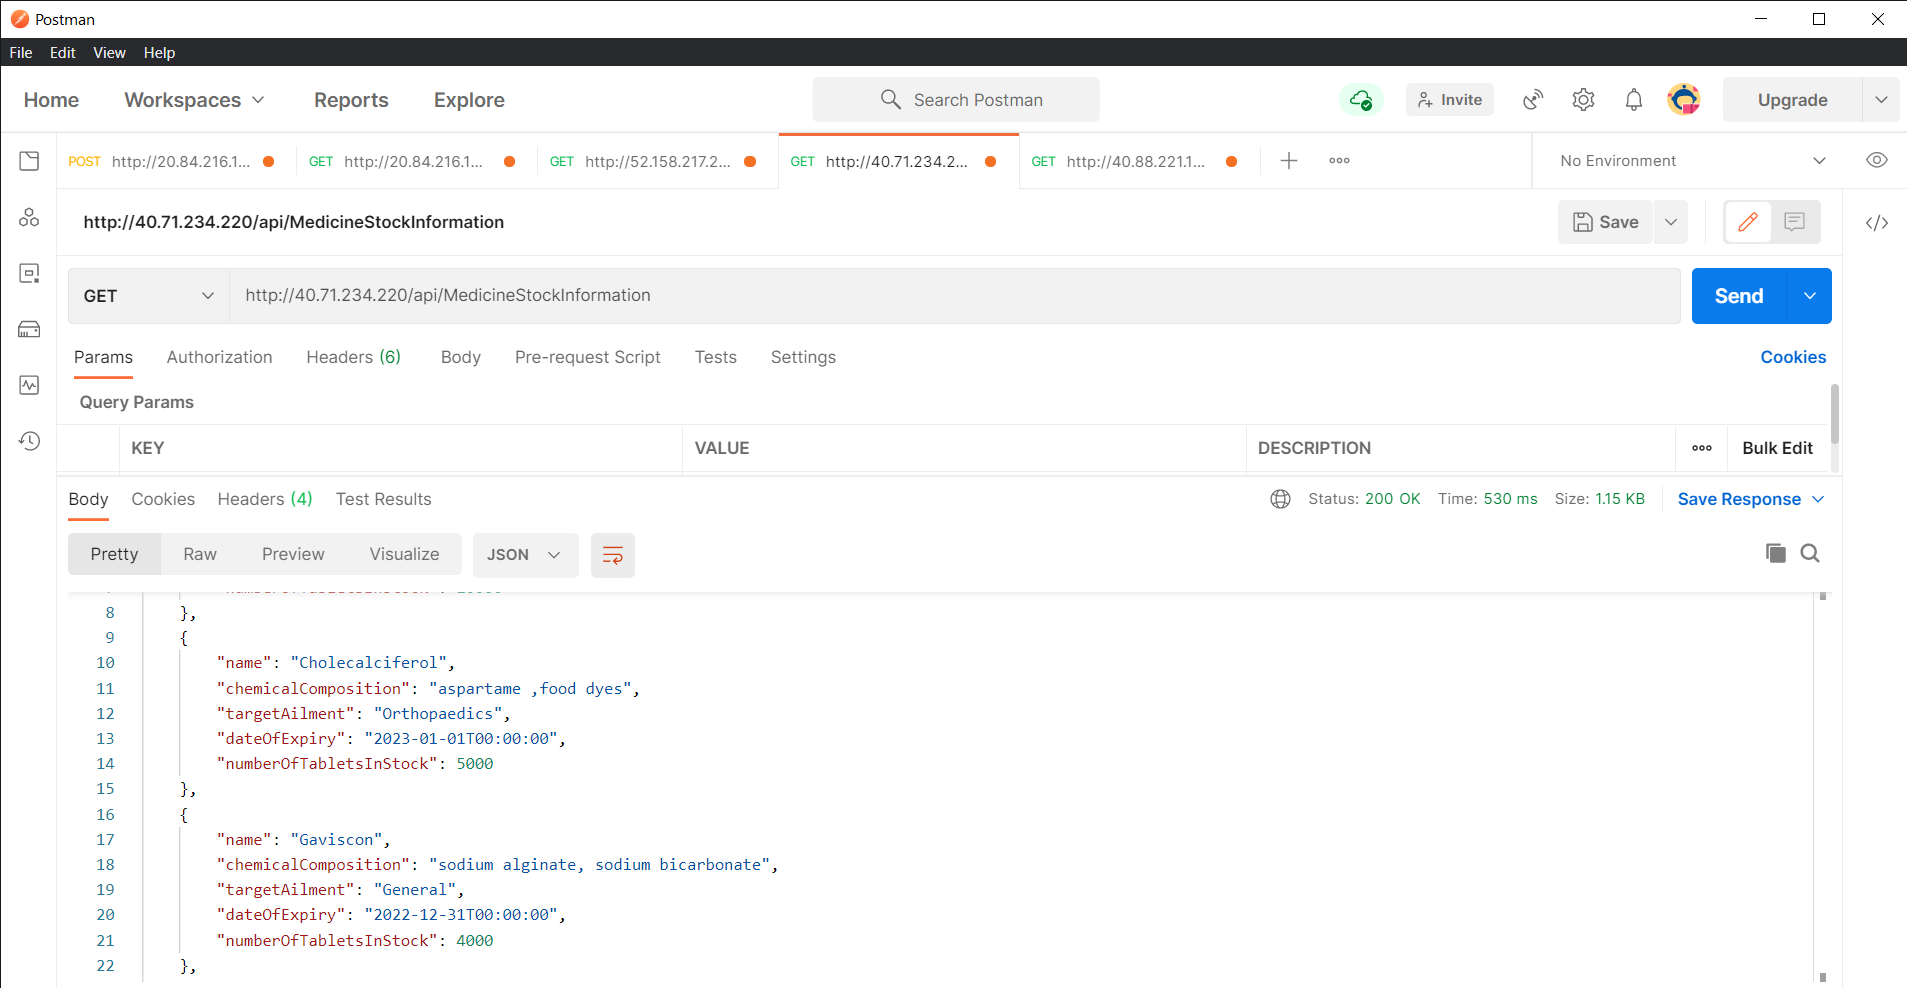 Postman
File Edit View Help
Home Workspaces Reports Explore Search Postman Invite Upgrade
POST http://20.84.216.1... GET http://20.84.216.1... GET http://52.158.217.2... GET http://40.71.234.2... GET http://40.88.221.1... No Environment
http://40.71.234.220/api/MedicineStockInformation Save
GET http://40.71.234.220/api/MedicineStockInformation Send
Params Authorization Headers (6) Body Pre-request Script Tests Settings Cookies
Query Params
KEY VALUE DESCRIPTION Bulk Edit
Body Cookies Headers (4) Test Results Status: 200 OK Time: 530 ms Size: 1.15 KB Save Response
Pretty Raw Preview Visualize JSON
8 },
9 {
10 "name": "Cholecalciferol",
11 "chemicalComposition": "aspartame ,food dyes",
12 "targetAilment": "Orthopaedics",
13 "dateOfExpiry": "2023-01-01T00:00:00",
14 "numberOfTabletsInStock": 5000
15 },
16 {
17 "name": "Gaviscon",
18 "chemicalComposition": "sodium alginate, sodium bicarbonate",
19 "targetAilment": "General",
20 "dateOfExpiry": "2022-12-31T00:00:00",
21 "numberOfTabletsInStock": 4000
22 },